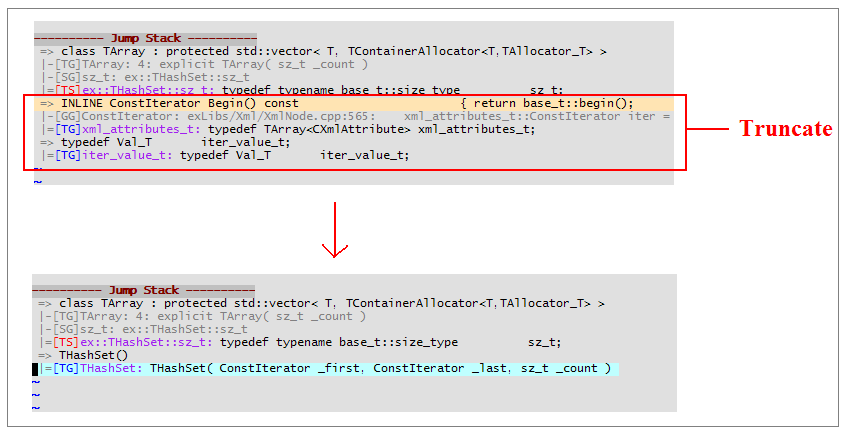 ---------- Jump Stack ----------
=> class TArray : protected std::vector< T, TContainerAllocator<T,TAllocator_T> >
|-[TG]TArray: 4: explicit TArray( sz_t _count )
|-[SG]sz_t: ex::THashSet::sz_t
|=[TS]ex::THashSet::sz_t: typedef typename base_t::size_type          sz_t;
=> INLINE ConstIterator Begin() const                       { return base_t::begin();
|-[GG]ConstIterator: exLibs/Xml/XmlNode.cpp:565:    xml_attributes_t::ConstIterator iter =
|=[TG]xml_attributes_t: typedef TArray<CXmlAttribute> xml_attributes_t;
=> typedef Val_T       iter_value_t;
|=[TG]iter_value_t: typedef Val_T       iter_value_t;
~
~
Truncate
---------- Jump Stack ----------
=> class TArray : protected std::vector< T, TContainerAllocator<T,TAllocator_T> >
|-[TG]TArray: 4: explicit TArray( sz_t _count )
|-[SG]sz_t: ex::THashSet::sz_t
|=[TS]ex::THashSet::sz_t: typedef typename base_t::size_type          sz_t;
=> THashSet()
|=[TG]THashSet: THashSet( ConstIterator _first, ConstIterator _last, sz_t _count )
~
~
~